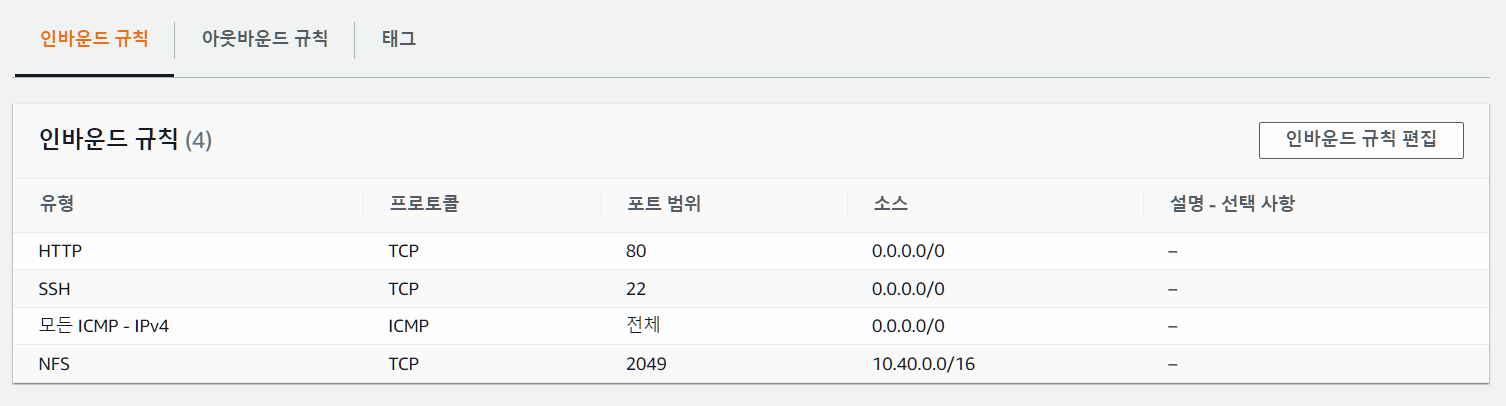 인바운드 규칙 아웃바운드 규칙 태그
인바운드 규칙 (4) 인바운드 규칙 편집
유형 프로토콜 포트 범위 소스 설명 - 선택 사항
HTTP TCP 80 0.0.0.0/0 –
SSH TCP 22 0.0.0.0/0 –
모든 ICMP - IPv4 ICMP 전체 0.0.0.0/0 –
NFS TCP 2049 10.40.0.0/16 –